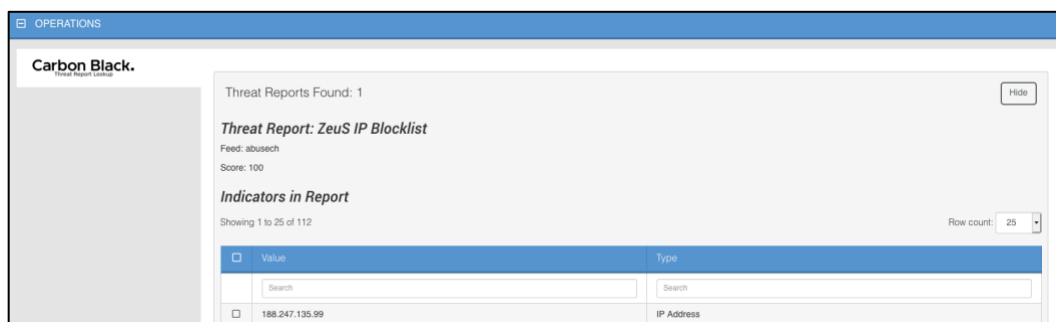 OPERATIONS
Carbon Black.
Threat Report Lookup
Threat Reports Found: 1
Hide
Threat Report: ZeuS IP Blocklist
Feed: abusech
Score: 100
Indicators in Report
Showing 1 to 25 of 112
Row count: 25
Value Type
Search Search
188.247.135.99 IP Address